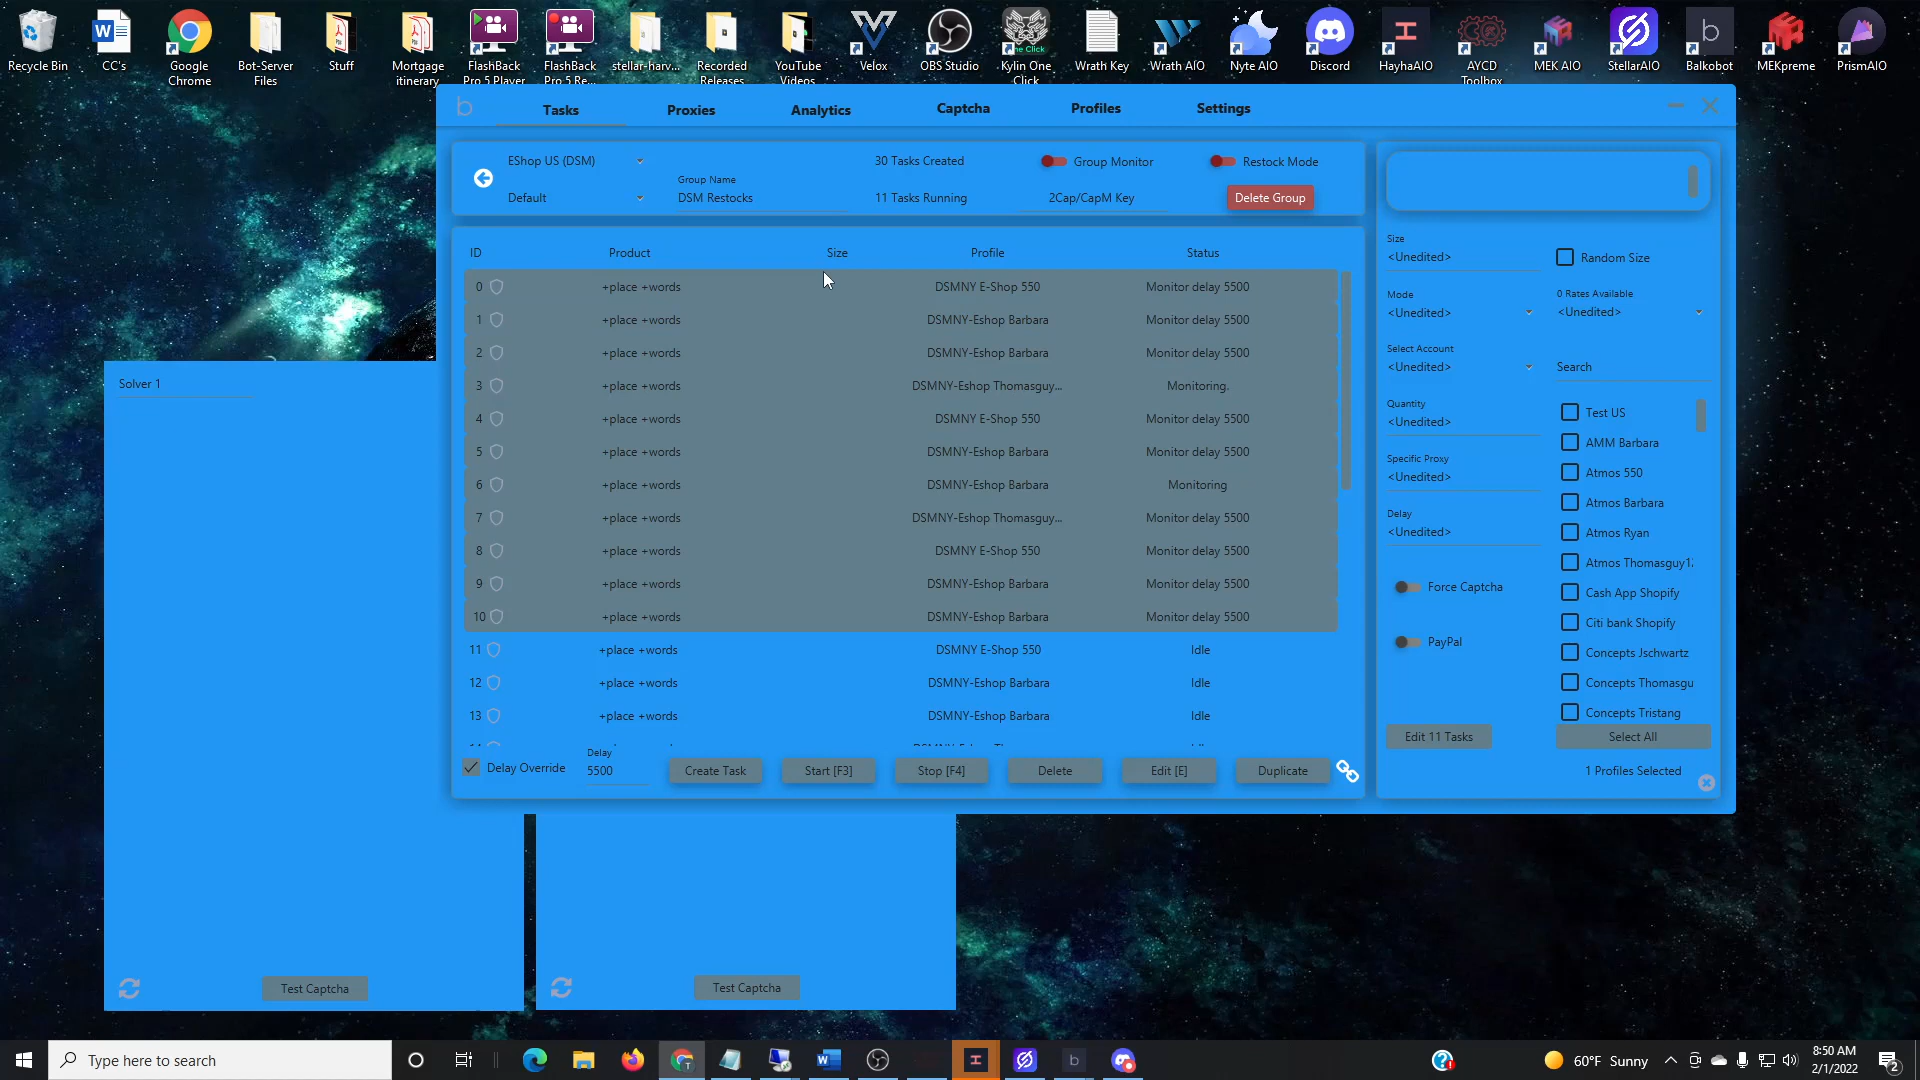 Recycle Bin
CC's
Google
Chrome
Bot-Server
Files
Stuff
Mortgage
itinerary
FlashBack
Pro 5 Player
FlashBack
Pro 5 Re...
stellar-harv...
Recorded
Releases
YouTube
Videos
Velox
OBS Studio
Kylin One
Click
Wrath Key
Wrath AIO
Nyte AIO
Discord
HayhaAIO
AYCD
Toolbox
MEK AIO
StellarAIO
Balkobot
MEKpreme
PrismAIO
b
Tasks
Proxies
Analytics
Captcha
Profiles
Settings
EShop US (DSM)
30 Tasks Created
Group Monitor
Restock Mode
Group Name
Default
DSM Restocks
11 Tasks Running
2Cap/CapM Key
Delete Group
ID Product Size Profile Status
0 +place +words DSMNY E-Shop 550 Monitor delay 5500
1 +place +words DSMNY-Eshop Barbara Monitor delay 5500
2 +place +words DSMNY-Eshop Barbara Monitor delay 5500
3 +place +words DSMNY-Eshop Thomasguy... Monitoring.
4 +place +words DSMNY E-Shop 550 Monitor delay 5500
5 +place +words DSMNY-Eshop Barbara Monitor delay 5500
6 +place +words DSMNY-Eshop Barbara Monitoring
7 +place +words DSMNY-Eshop Thomasguy... Monitor delay 5500
8 +place +words DSMNY E-Shop 550 Monitor delay 5500
9 +place +words DSMNY-Eshop Barbara Monitor delay 5500
10 +place +words DSMNY-Eshop Barbara Monitor delay 5500
11 +place +words DSMNY E-Shop 550 Idle
12 +place +words DSMNY-Eshop Barbara Idle
13 +place +words DSMNY-Eshop Barbara Idle
Delay Override
Delay
5500
Create Task
Start [F3]
Stop [F4]
Delete
Edit [E]
Duplicate
Size
<Unedited>
Random Size
Mode
<Unedited>
0 Rates Available
<Unedited>
Select Account
<Unedited>
Search
Quantity
<Unedited>
Specific Proxy
<Unedited>
Delay
<Unedited>
Force Captcha
PayPal
Test US
AMM Barbara
Atmos 550
Atmos Barbara
Atmos Ryan
Atmos Thomasguy1
Cash App Shopify
Citi bank Shopify
Concepts Jschwartz
Concepts Thomasgu
Concepts Tristang
Edit 11 Tasks
Select All
1 Profiles Selected
Solver 1
Test Captcha
Test Captcha
Type here to search
60°F Sunny
8:50 AM
2/1/2022
2